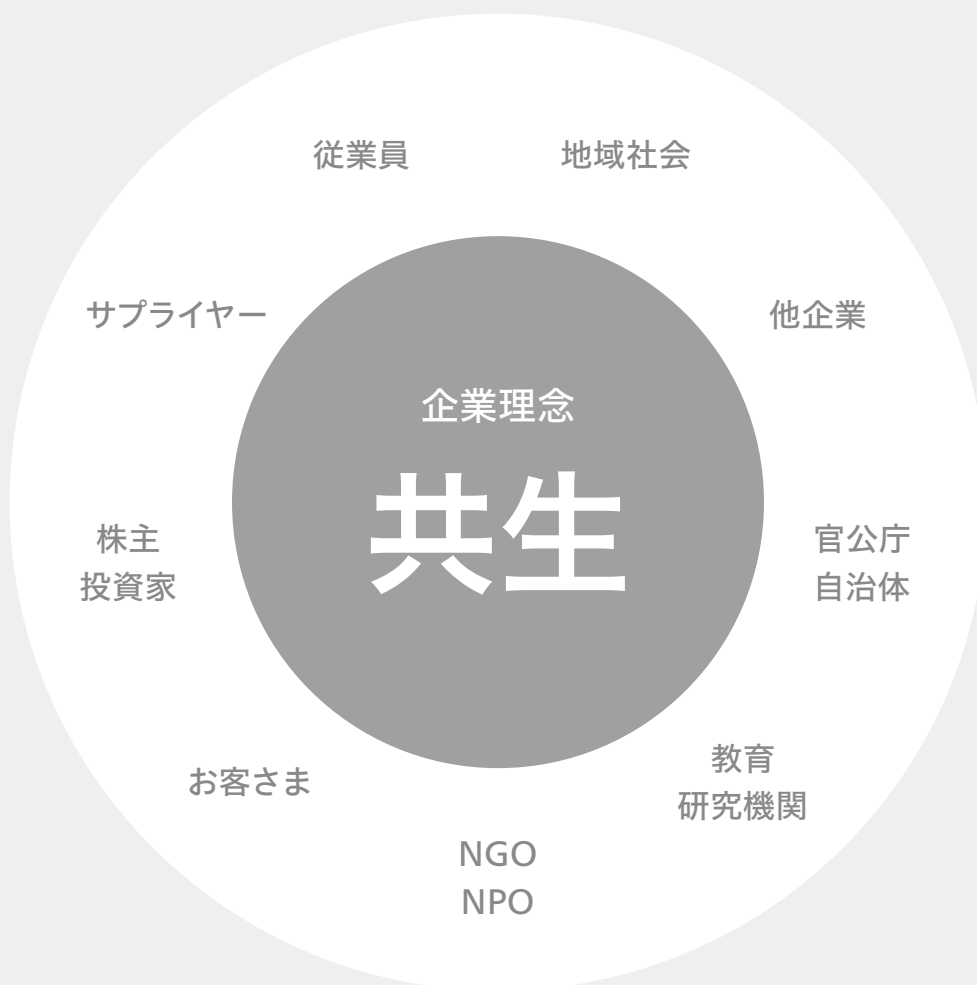 従業員
地域社会
サプライヤー
他企業
企業理念
共生
株主
投資家
官公庁
自治体
お客さま
教育
研究機関
NGO
NPO